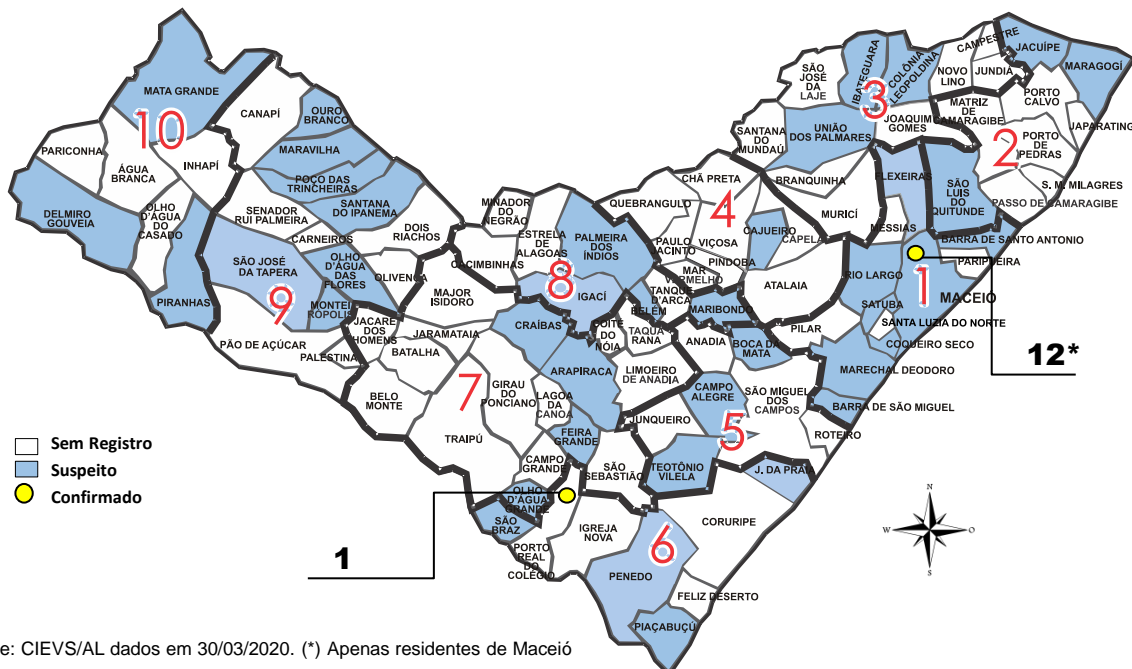 CAMPESTRE
JACUÍPE
MARAGOGÍ
SÃO
JOSÉ
DA
LAJE
IBATEGUARA
COLÔNIA
LEOPOLDINA
NOVO
LINO
JUNDIÁ
MATA GRANDE
CANAPÍ
OURO
BRANCO
3
MATRIZ DE
CAMARAGIBE
PORTO
CALVO
JOAQUIM
GOMES
JAPARATING
10
MARAVILHA
SANTANA
DO
MUNDAÚ
UNIÃO
DOS PALMARES
2
PORTO
DE
PEDRAS
PARICONHA
ÁGUA
BRANCA
INHAPÍ
POÇO DAS
TRINCHEIRAS
CHÃ PRETA
BRANQUINHA
FLEXEIRAS
SÃO
LUIS
DO
QUITUNDE
S. M. MILAGRES
PASSO DE CAMARAGIBE
DELMIRO
GOUVEIA
OLHO
D'ÁGUA
DO
CASADO
SANTANA
DO IPANEMA
MINADOR
DO
NEGRÃO
QUEBRANGULO
4
MURICÍ
SENADOR
RUI PALMEIRA
CARNEIROS
DOIS
RIACHOS
ESTRELA
DE
ALAGOAS
PALMEIRA
DOS
ÍNDIOS
PAULO
JACINTO
VIÇOSA
CAJUEIRO
CAPELA
MESSIAS
BARRA DE SANTO ANTONIO
PIRANHAS
SÃO JOSÉ
DA TAPERA
OLHO
D'ÁGUA
DAS
FLORES
OLIVENÇA
CACIMBINHAS
8
PINDOBA
MAR
VERMELHO
ATALAIA
RIO LARGO
PARIPUEIRA
9
MONTEI
RÓPOLIS
MAJOR
ISIDORO
IGACÍ
TANQUE
D'ARCA
BELÉM
MARIBONDO
1
SATUBA
MACEIÓ
JACARÉ
DOS
HOMENS
JARAMATAIA
CRAÍBAS
COITÉ
DO
NÓIA
TAQUA
RANA
ANADIA
BOCA DA
MATA
PILAR
SANTA LUZIA DO NORTE
COQUEIRO SECO
PÃO DE AÇÚCAR
PALESTINA
BATALHA
12*
BELO
MONTE
7
GIRAU
DO
PONCIANO
ARAPIRACA
LIMOEIRO
DE ANADIA
MARECHAL DEODORO
LAGOA
DA
CANOA
CAMPO
ALEGRE
SÃO MIGUEL
DOS
CAMPOS
BARRA DE SÃO MIGUEL
TRAIPÚ
FEIRA
GRANDE
JUNQUEIRO
5
ROTEIRO
Sem Registro
Suspeito
Confirmado
CAMPO
GRANDE
SÃO
SEBASTIÃO
TEOTÔNIO
VILELA
J. DA PRAIA
OLHO
D'ÁGUA
GRANDE
SÃO
BRAZ
N
W
O
S
1
PORTO
REAL
DO
COLÉGIO
IGREJA
NOVA
6
CORURIPE
PENEDO
FELIZ DESERTO
PIAÇABUÇÚ
e: CIEVS/AL dados em 30/03/2020. (*) Apenas residentes de Maceió